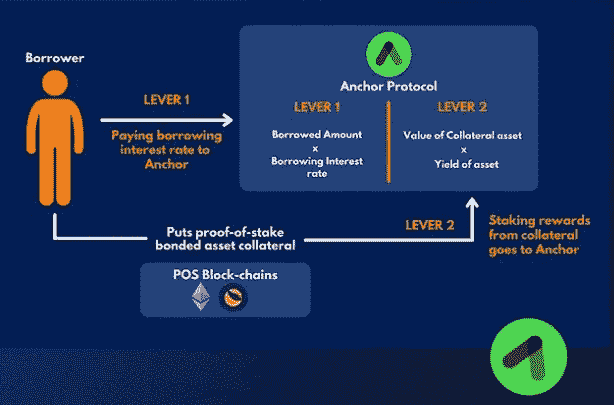 Borrower
LEVER 1
Paying borrowing
interest rate to
Anchor
Anchor Protocol
LEVER 1
Borrowed Amount
x
Borrowing Interest
rate
LEVER 2
Value of Collateral asset
x
Yield of asset
Puts proof-of-stake
bonded asset collateral
LEVER 2
Staking rewards
from collateral
goes to Anchor
POS Block-chains